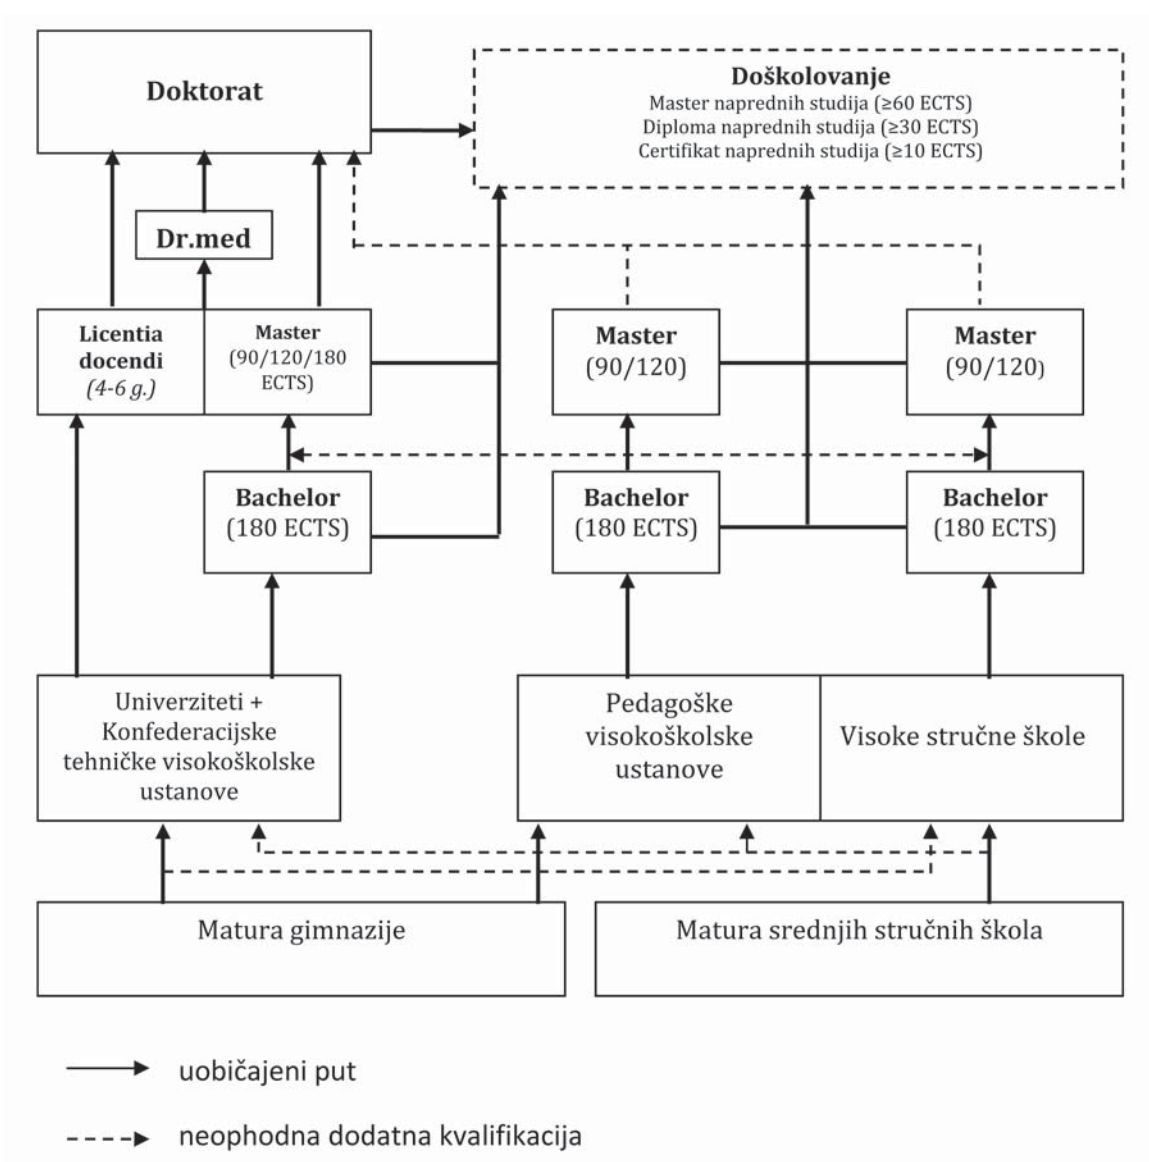 Doktorat
Doškolovanje
Master naprednih studija (≥60 ECTS)
Diploma naprednih studija (≥30 ECTS)
Certifikat naprednih studija (≥10 ECTS)
Dr.med
Licentia
docendi
(4-6 g.)
Master
(90/120/180
ECTS)
Master
(90/120)
Master
(90/120)
Bachelor
(180 ECTS)
Bachelor
(180 ECTS)
Bachelor
(180 ECTS)
Univerziteti +
Konfederacijske
tehničke visokoškolske
ustanove
Pedagoške
visokoškolske
ustanove
Visoke stručne škole
Matura gimnazije
Matura srednjih stručnih škola
uobičajeni put
neophodna dodatna kvalifikacija